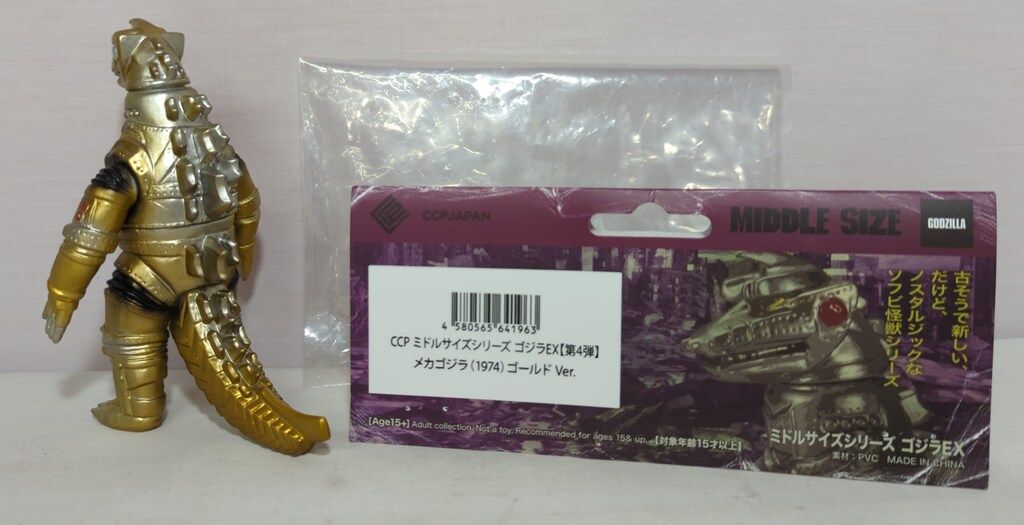 CCP.JAPAN
MIDDLE SIZE
GODZILLA
4 580565 641963
CCP ミドルサイズシリーズ ゴジラEX【第4弾】
メカゴジラ(1974)ゴールド Ver.
古そうで新しい、
だけど、
ノスタルジックな
ソフビ怪獣シリーズ
[Age15+] Adult collection. Not a toy. Recommended for ages 15& up. -【対象年齢15才以上】
ミドルサイズシリーズ ゴジラEX
素材:PVC MADE IN CHINA